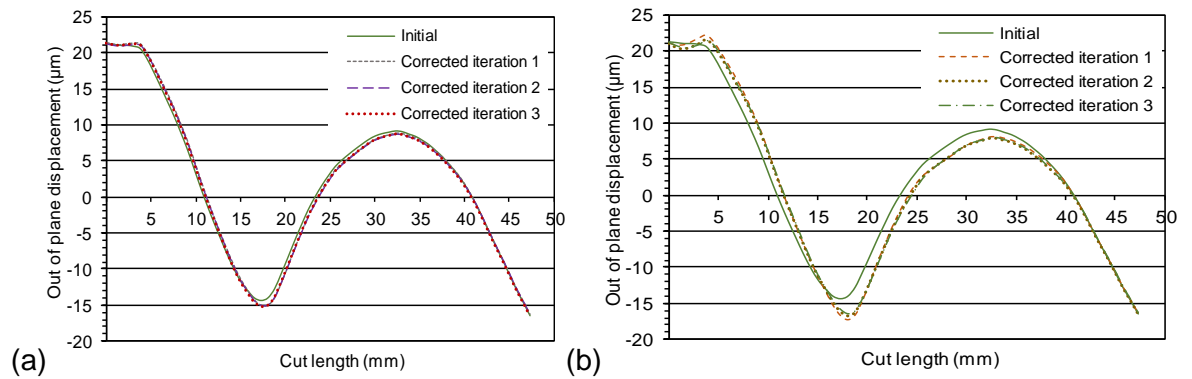 25
20
15
10
5
0
-5
-10
-15
-20
Out of plane displacement (µm)
5 10 15 20 25 30 35 40 45 50
Cut length (mm)
Initial
Corrected iteration 1
Corrected iteration 2
Corrected iteration 3
(a)
25
20
15
10
5
0
-5
-10
-15
-20
Out of plane displacement (µm)
5 10 15 20 25 30 35 40 45 50
Cut length (mm)
Initial
Corrected iteration 1
Corrected iteration 2
Corrected iteration 3
(b)